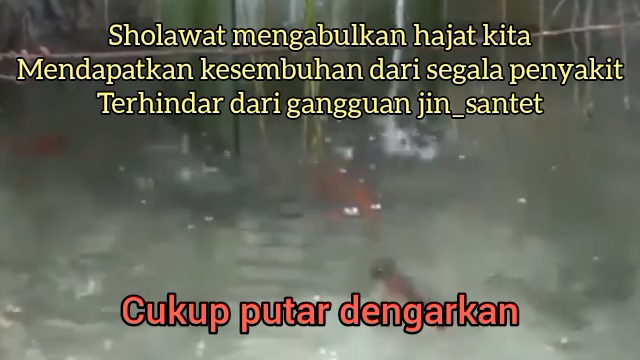 Sholawat mengabulkan hajat kita
Mendapatkan kesembuhan dari segala penyakit
Terhindar dari gangguan jin_santet
Cukup putar dengarkan